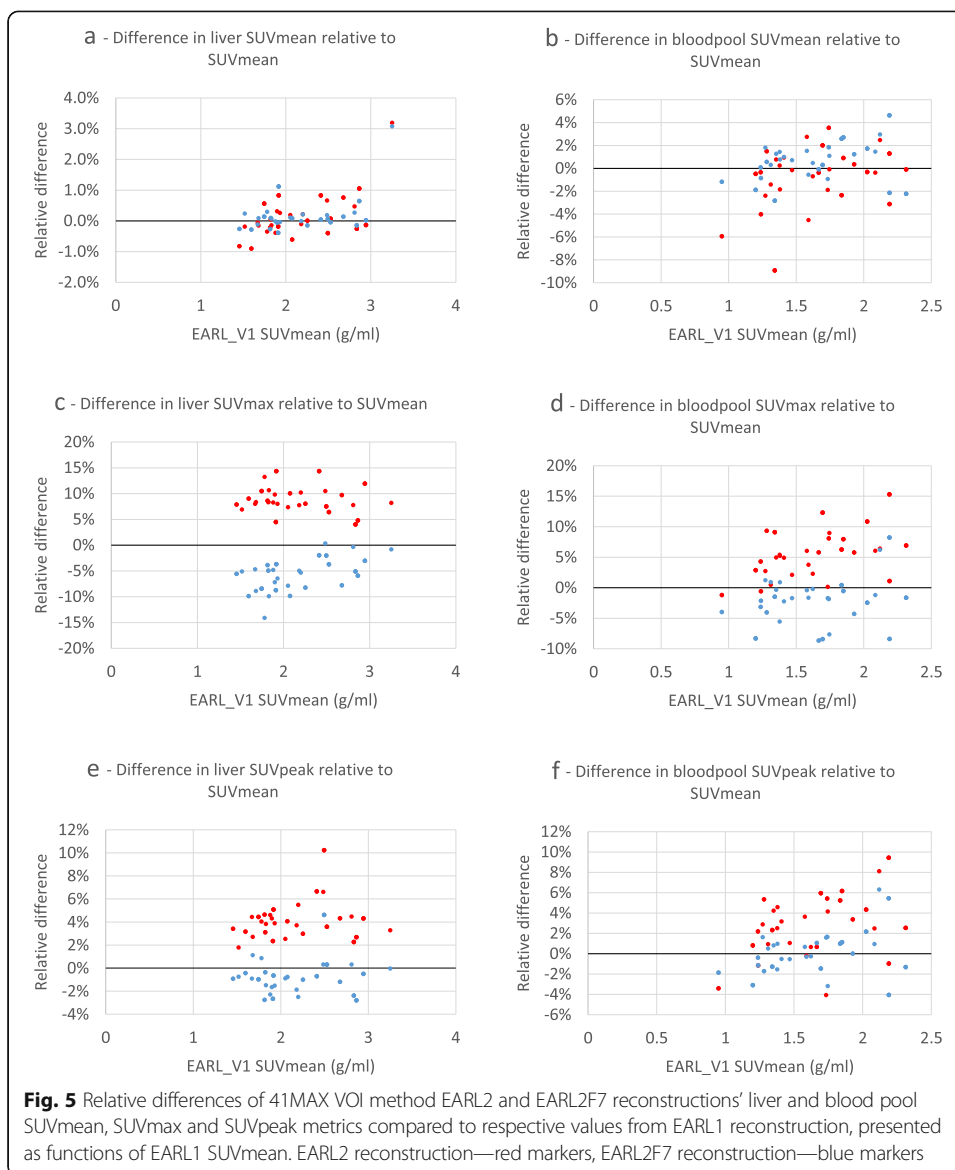 a - Difference in liver SUVmean relative to
SUVmean
4.0%
3.0%
2.0%
1.0%
0.0%
-1.0%
-2.0%
Relative difference
0 1 2 3 4
EARL_V1 SUVmean (g/ml)
b - Difference in bloodpool SUVmean relative to
SUVmean
6%
4%
2%
0%
-2%
-4%
-6%
-8%
-10%
Relative difference
0 0.5 1 1.5 2 2.5
EARL_V1 SUVmean (g/ml)
c - Difference in liver SUVmax relative to SUVmean
20%
15%
10%
5%
0%
-5%
-10%
-15%
-20%
Relative difference
0 1 2 3 4
EARL_V1 SUVmean (g/ml)
d - Difference in bloodpool SUVmax relative to
SUVmean
20%
15%
10%
5%
0%
-5%
-10%
Relative difference
0 0.5 1 1.5 2 2.5
EARL_V1 SUVmean (g/ml)
e - Difference in liver SUVpeak relative to
SUVmean
12%
10%
8%
6%
4%
2%
0%
-2%
-4%
Relative difference
0 1 2 3 4
EARL_V1 SUVmean (g/ml)
f - Difference in bloodpool SUVpeak relative to
SUVmean
12%
10%
8%
6%
4%
2%
0%
-2%
-4%
-6%
Relative difference
0 0.5 1 1.5 2 2.5
EARL_V1 SUVmean (g/ml)
Fig. 5 Relative differences of 41MAX VOI method EARL2 and EARL2F7 reconstructions' liver and blood pool
SUVmean, SUVmax and SUVpeak metrics compared to respective values from EARL1 reconstruction, presented
as functions of EARL1 SUVmean. EARL2 reconstruction—red markers, EARL2F7 reconstruction—blue markers